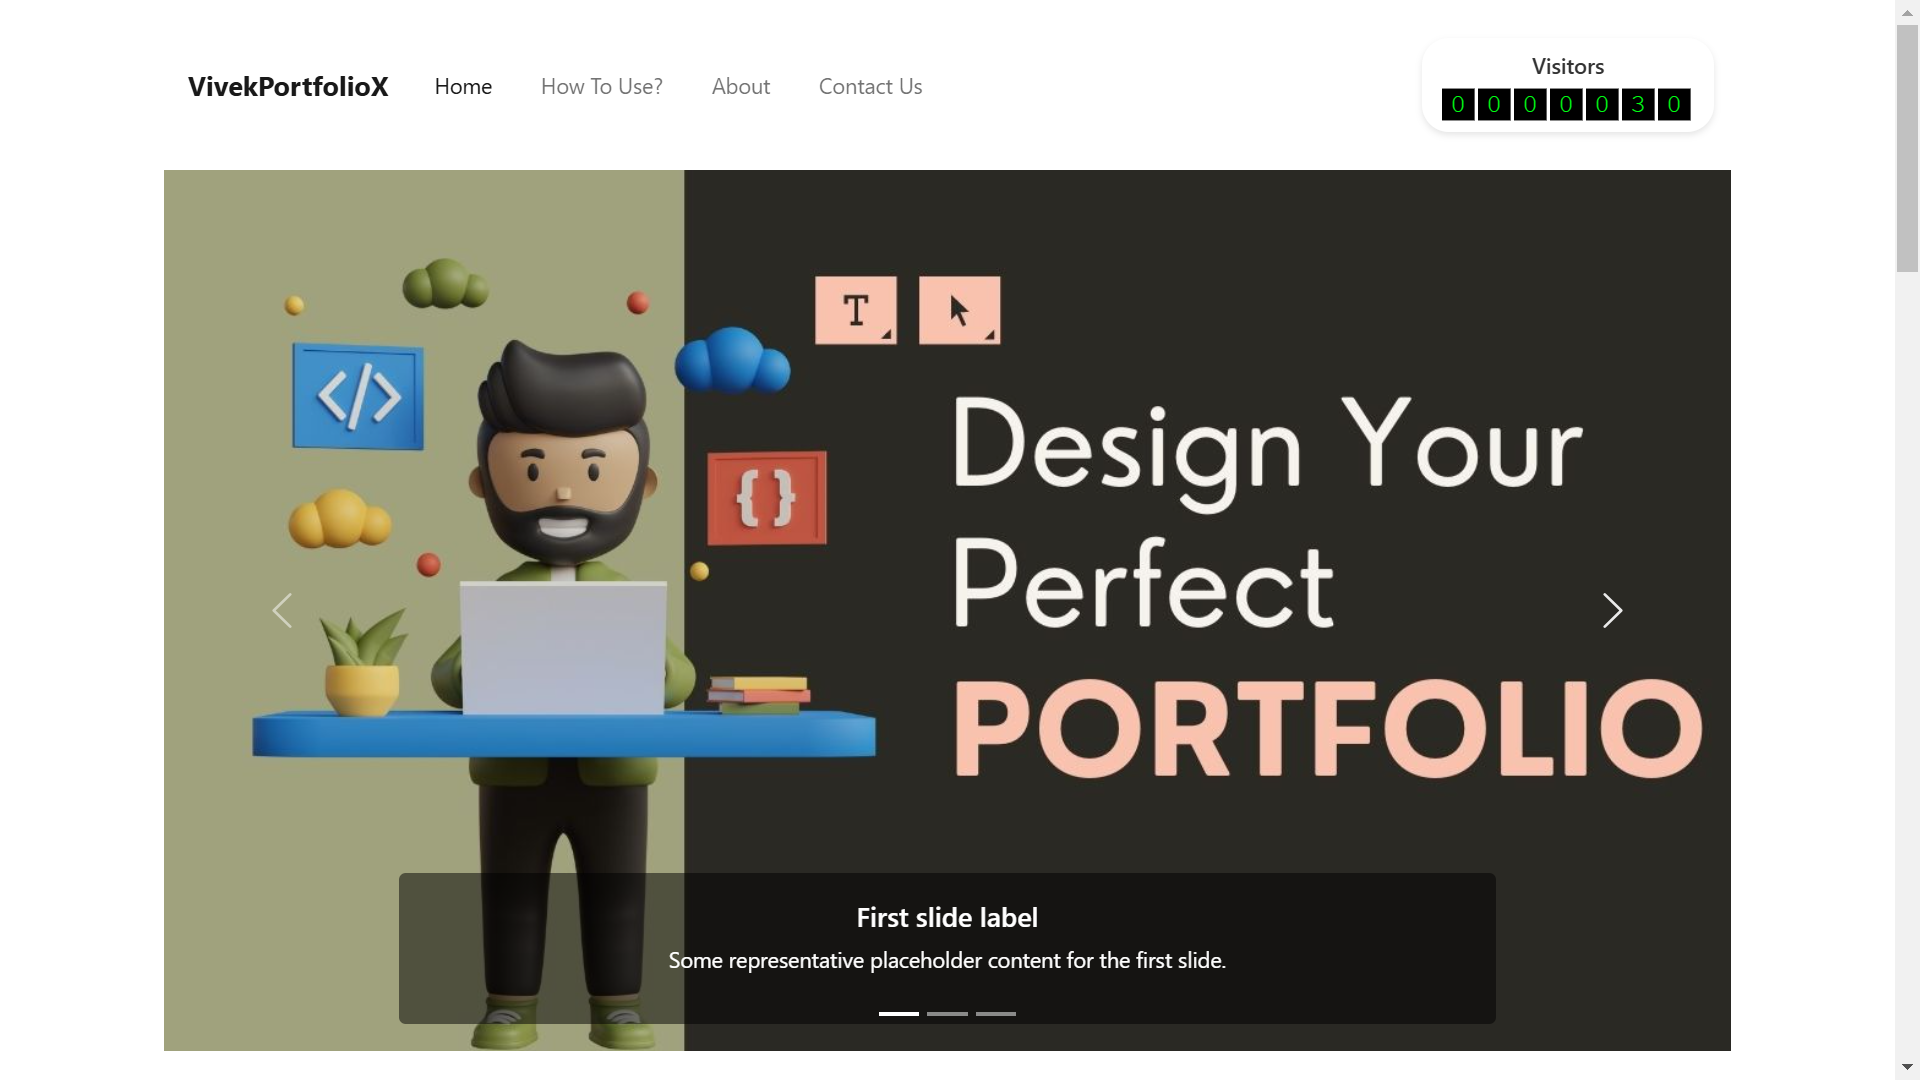 VivekPortfolioX Home How To Use? About Contact Us
Visitors
0 0 0 0 0 3 0
T
</>
{ }
Design Your
Perfect
PORTFOLIO
First slide label
Some representative placeholder content for the first slide.